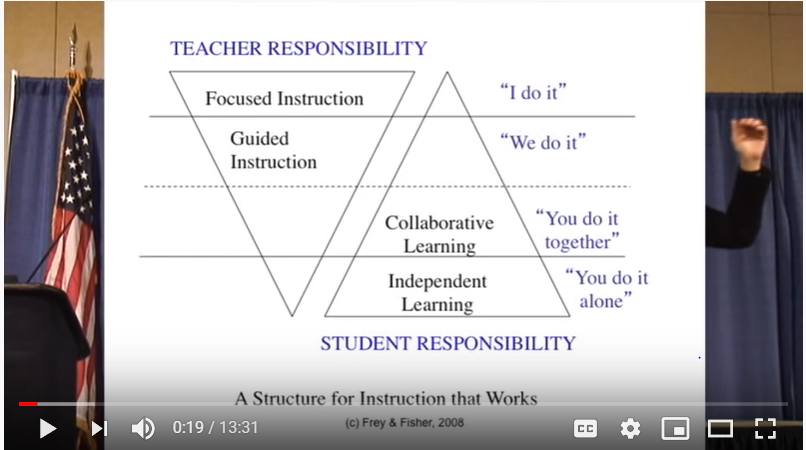 TEACHER RESPONSIBILITY
Focused Instruction
“I do it”
Guided
Instruction
“We do it”
Collaborative
Learning
“You do it
together”
Independent
Learning
“You do it
alone”
STUDENT RESPONSIBILITY
A Structure for Instruction that Works
(c) Frey & Fisher, 2008
0:19 / 13:31
CC